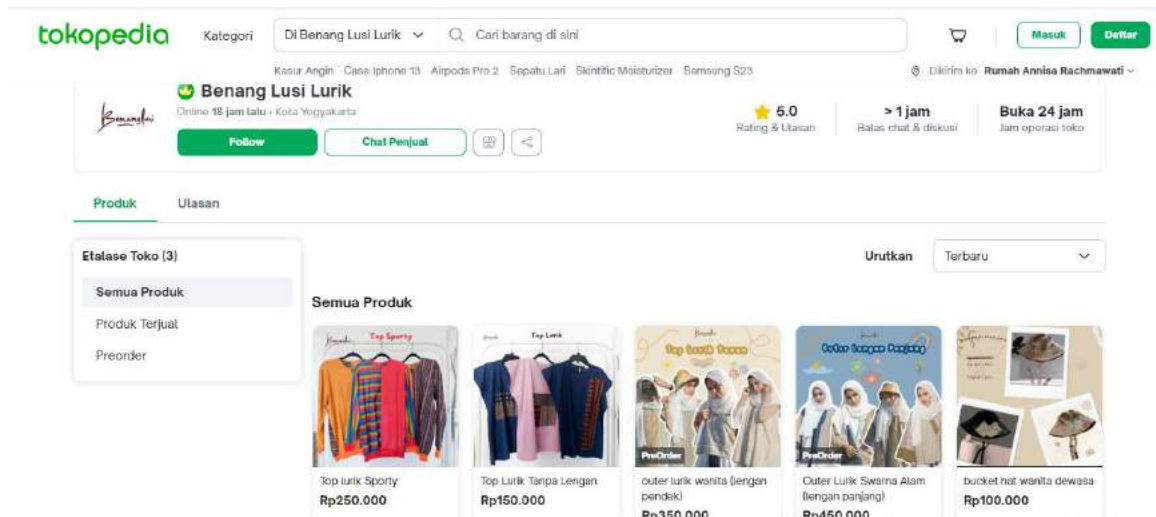 tokopedia
Kategori
Di Benang Lusi Lurik
Cari barang di sini
Masuk
Daftar
Kasur Angin Case Iphone 13 Airpods Pro 2 Sepatu Lari Skintific Moisturizer Samsung S23
Dikirim ke Rumah Annisa Rachmawati
Benang Lusi Lurik
Online 18 jam lalu • Kota Yogyakarta
Follow
Chat Penjual
5.0
Rating & Ulasan
> 1 jam
Balas chat & diskusi
Buka 24 jam
Jam operasi toko
Produk
Ulasan
Etalase Toko (3)
Semua Produk
Produk Terjual
Preorder
Urutkan
Terbaru
Semua Produk
Top Sporty
Top Lurik
Outer Lengan Panjang
PreOrder
PreOrder
Top lurik Sporty
Rp250.000
Top Lurik Tanpa Lengan
Rp150.000
outer lurik wanita (lengan
pendek)
Rp350.000
Outer Lurik Swarna Alam
(lengan panjang)
Rp450.000
bucket hat wanita dewasa
Rp100.000